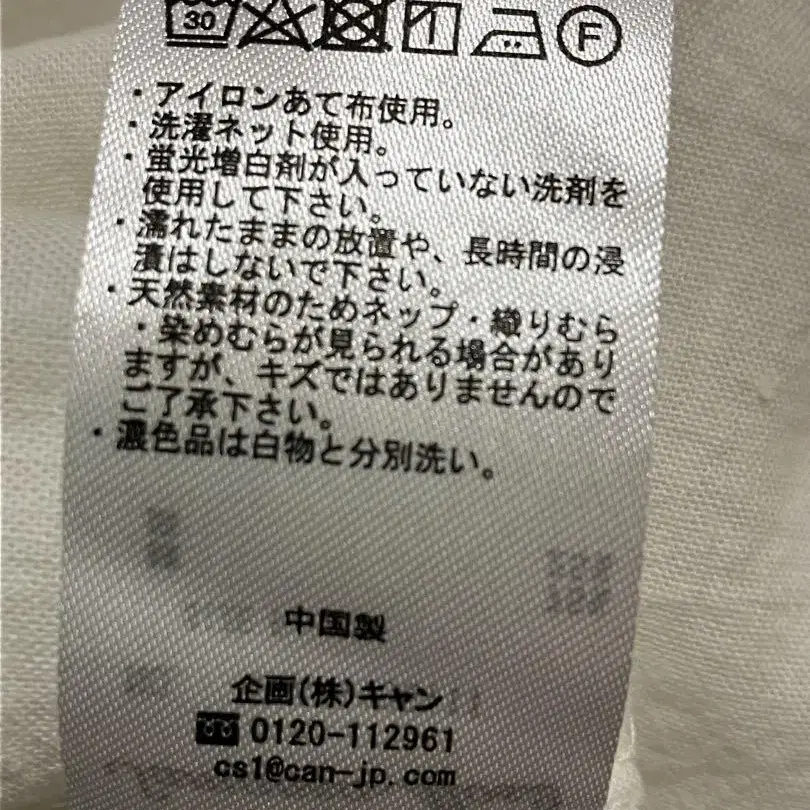 30
F
・アイロンあて布使用。
・洗濯ネット使用。
・蛍光増白剤が入っていない洗剤を
使用して下さい。
・濡れたままの放置や、長時間の浸
漬はしないで下さい。
・天然素材のためネップ・織りむら
・染めむらが見られる場合があり
ますが、キズではありませんので
ご了承下さい。
・濃色品は白物と分別洗い。
中国製
企画(株)キャン
0120-112961
cs1@can-jp.com